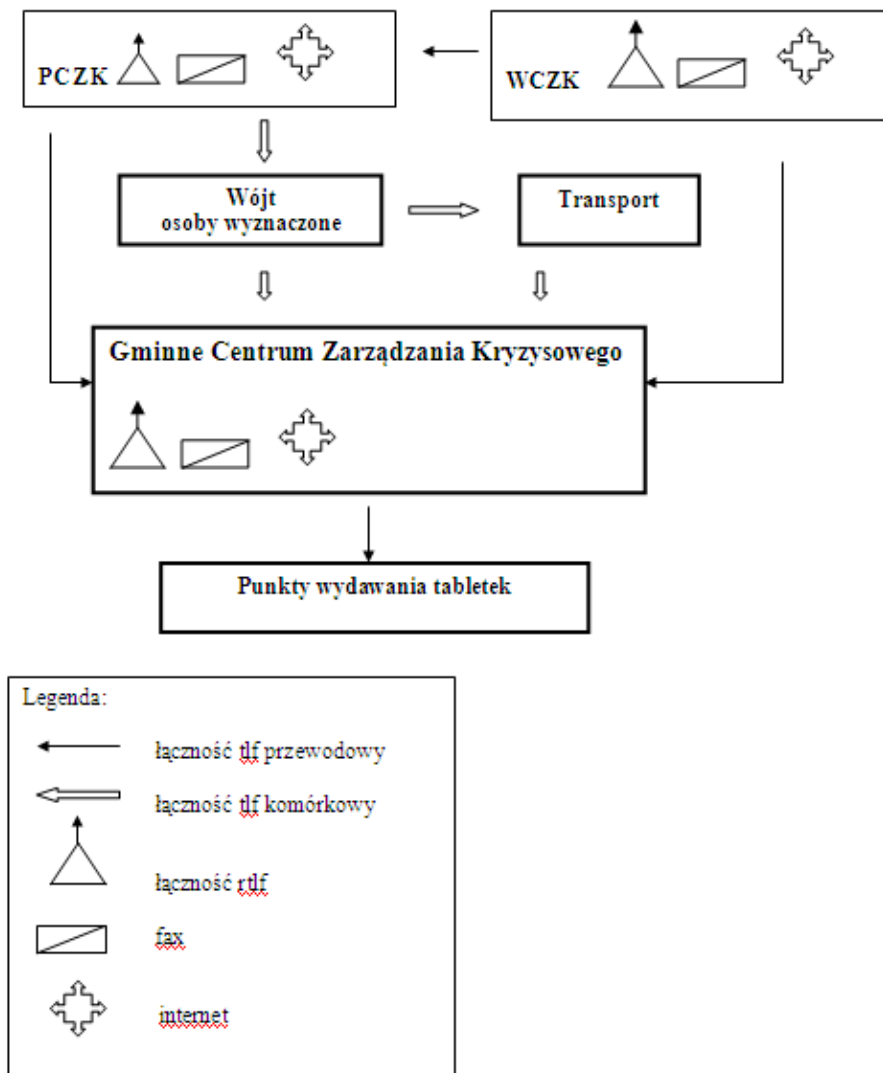 PCZK
WCZK
Wójt
osoby wyznaczone
Transport
Gminne Centrum Zarządzania Kryzysowego
Punkty wydawania tabletek
Legenda:
łączność tlf przewodowy
łączność tlf komórkowy
łączność rtlf
fax
internet